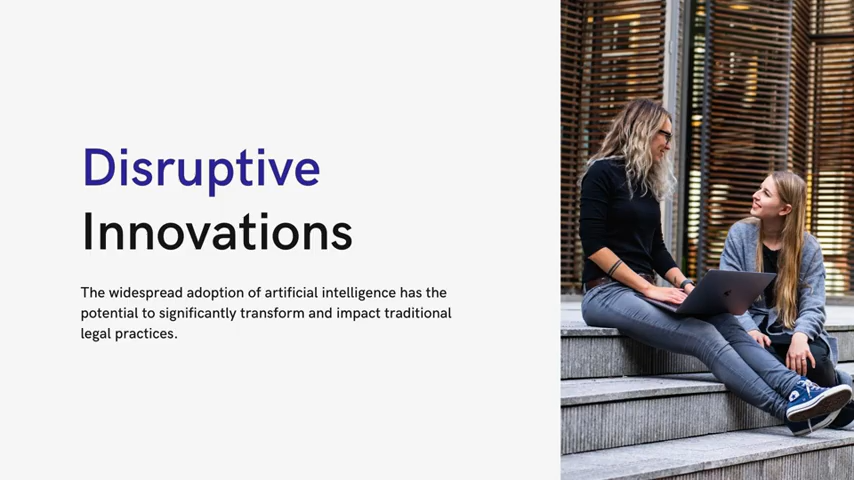 Disruptive
Innovations
The widespread adoption of artificial intelligence has the
potential to significantly transform and impact traditional
legal practices.